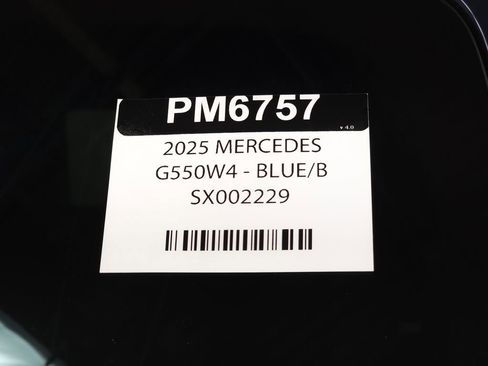 PM6757
v 4.0
2025 MERCEDES
G550W4 - BLUE/B
SX002229